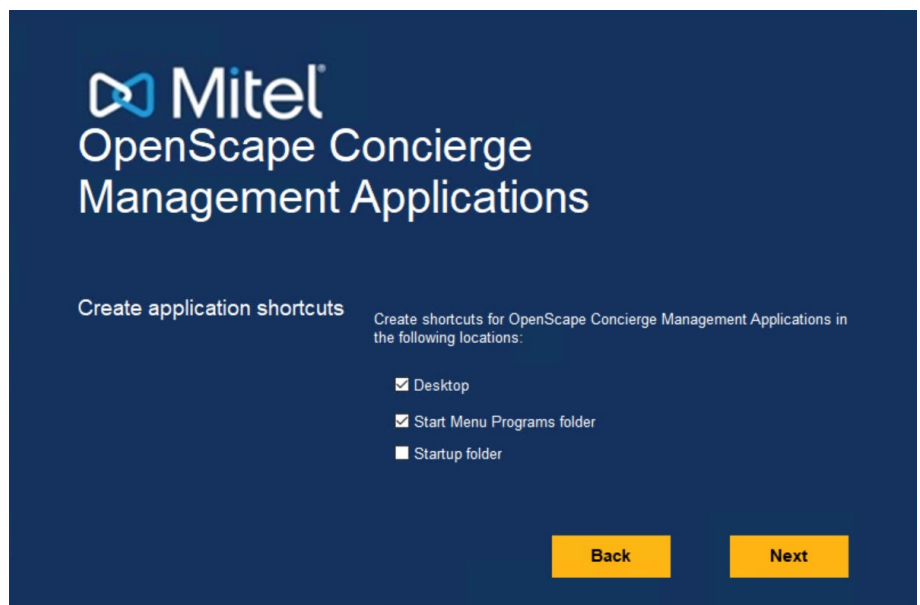 Mitel®
OpenScape Concierge
Management Applications
Create application shortcuts
Create shortcuts for OpenScape Concierge Management Applications in
the following locations:
Desktop
Start Menu Programs folder
Startup folder
Back
Next